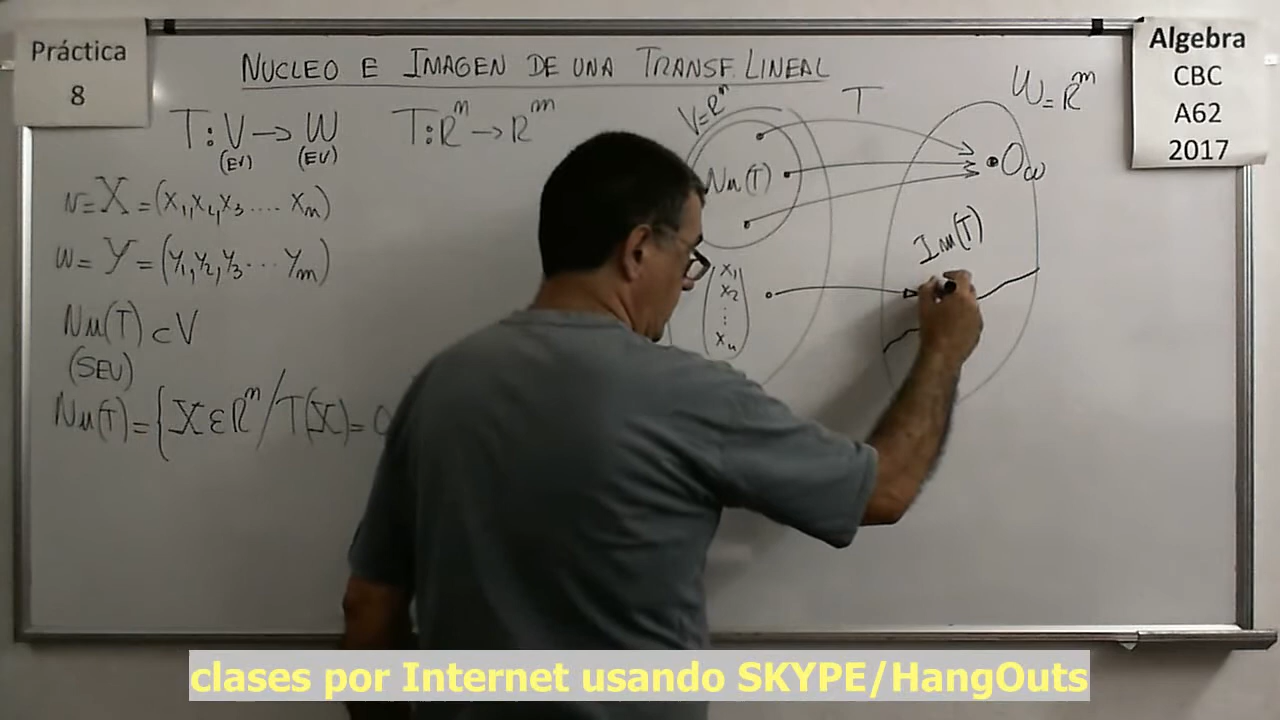 Práctica
8
NUCLEO E IMAGEN DE UNA TRANSF. LINEAL
Algebra
CBC
A62
2017
T: V → W
(EV) (EV)
T: R^n → R^m
v = X = (x₁, x₂, x₃ .... xₙ)
w = Y = (y₁, y₂, y₃ ... yₘ)
Nu(T) ⊂ V
(SEV)
Nu(T) = { X ε R^n / T(X) = 0
V = R^n
T
W = R^m
Nu(T)
0w
Im(T)
x₁
x₂
⋮
xₙ
clases por Internet usando SKYPE/HangOuts